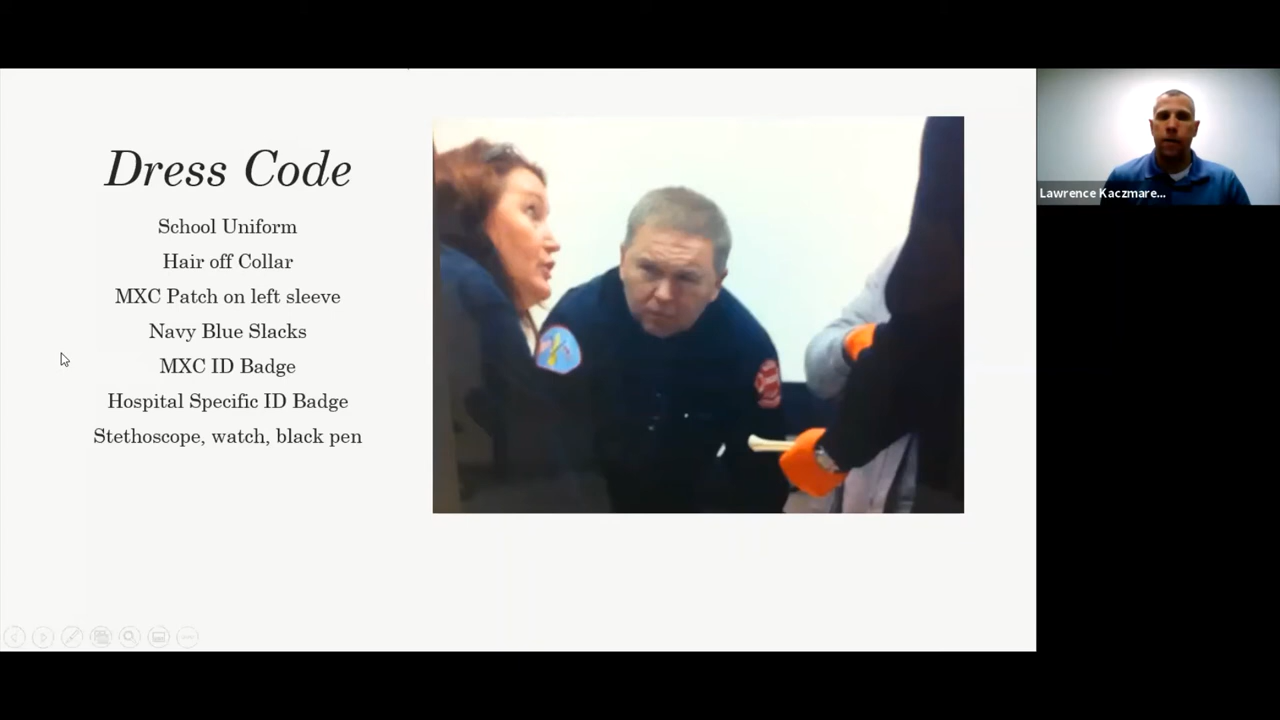 Dress Code
School Uniform
Hair off Collar
MXC Patch on left sleeve
Navy Blue Slacks
MXC ID Badge
Hospital Specific ID Badge
Stethoscope, watch, black pen
Lawrence Kaczmare...